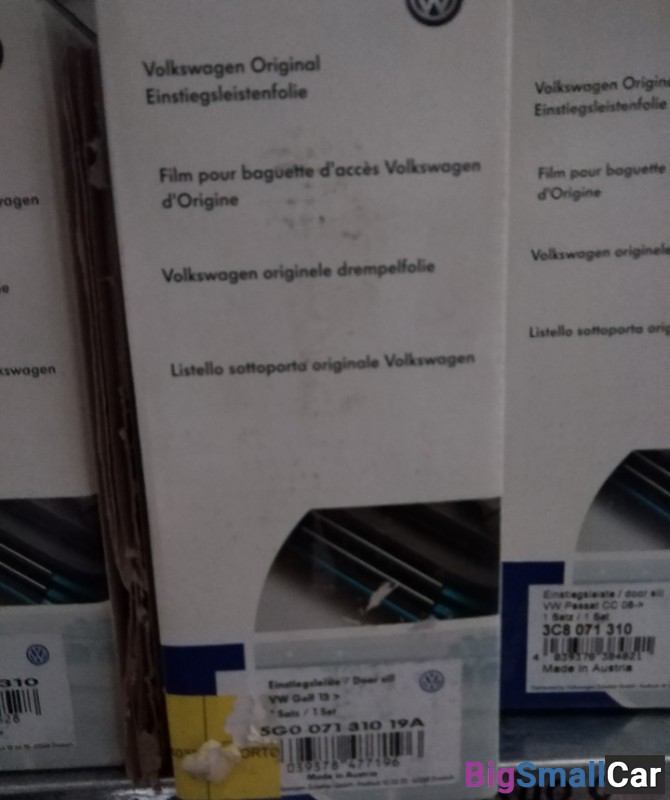 Volkswagen Original
Einstiegsleistenfolie
Film pour baguette d'accès Volkswagen
d'Origine
Volkswagen originele drempelfolie
Listello sottoporta originale Volkswagen
Einstiegsleiste / Door sill
VW Golf 13 >
1 Satz / 1 Set
5G0 071 310 19A
Made in Austria
Volkswagen
Einstiegsleistenfolie
Film pour baguette
d'Origine
Volkswagen originele
Listello sottoporta
Einstiegsleiste / door sill
VW Passat CC 08->
1 Satz / 1 Set
3C8 071 310
Made in Austria
310
BigSmallCar